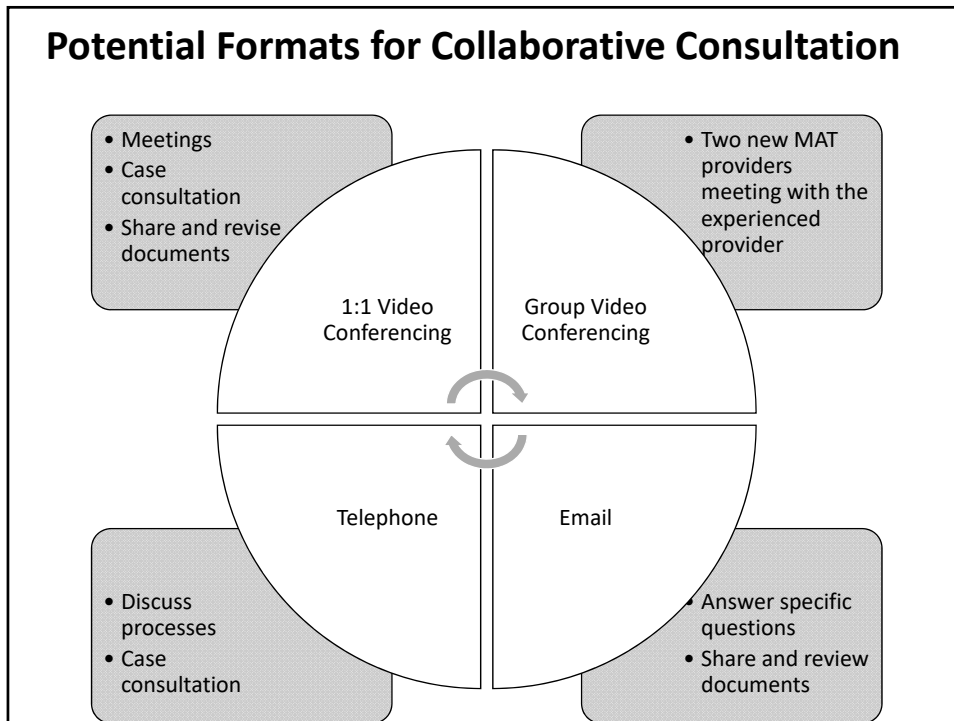 Potential Formats for Collaborative Consultation
• Meetings
• Case
consultation
• Share and revise
documents
• Two new MAT
providers
meeting with the
experienced
provider
1:1 Video
Conferencing
Group Video
Conferencing
Telephone
Email
• Discuss
processes
• Case
consultation
• Answer specific
questions
• Share and review
documents